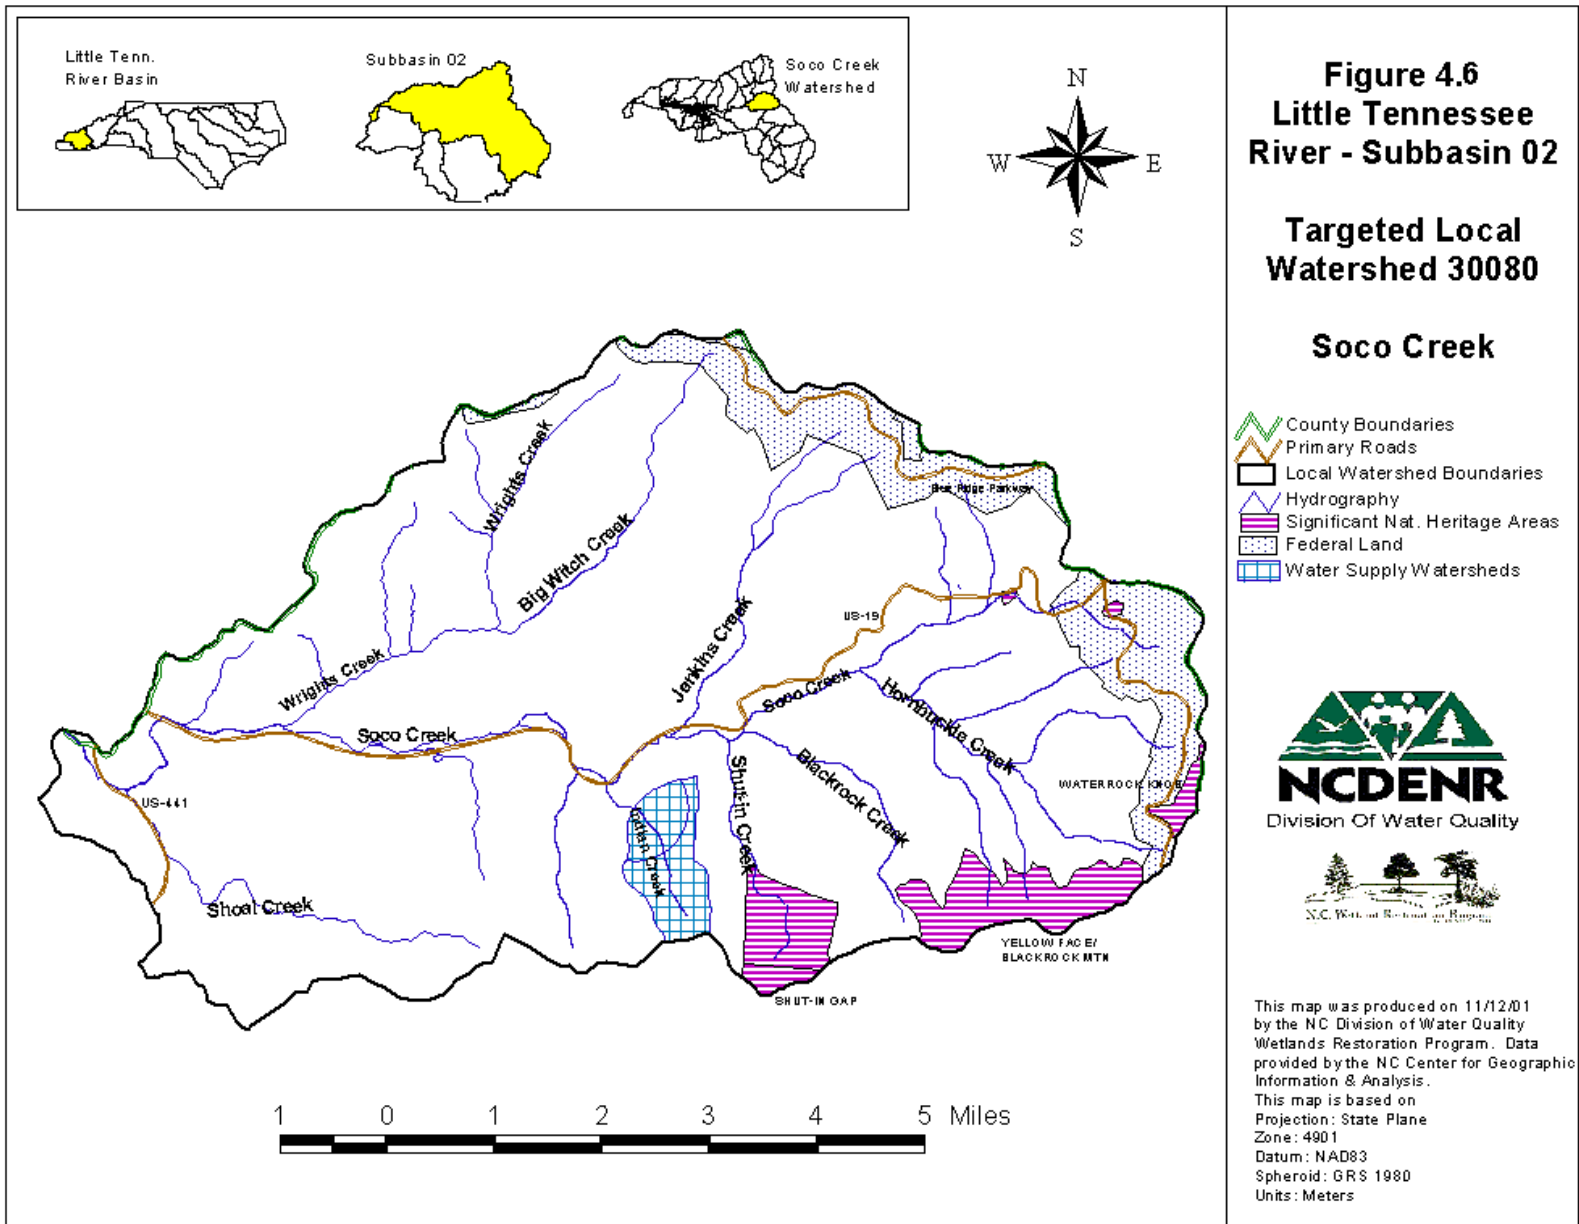 Little Tenn.
River Basin
Subbasin 02
Soco Creek
Watershed
N
W
E
S
Figure 4.6
Little Tennessee
River - Subbasin 02
Targeted Local
Watershed 30080
Soco Creek
County Boundaries
Primary Roads
Local Watershed Boundaries
Hydrography
Significant Nat. Heritage Areas
Federal Land
Water Supply Watersheds
Wrights Creek
Big Witch Creek
Blue Ridge Parkway
Jenkins Creek
US-19
Wrights Creek
Soco Creek
Soco Creek
Hornbuckle Creek
Blackrock Creek
Shut-in Creek
Indian Creek
WATERROCK KNOB
US-441
Shoal Creek
YELLOW FACE/
BLACKROCK MTN
SHUT-IN GAP
NCDENR
Division Of Water Quality
N.C. Wetland Restoration Program
1 0 1 2 3 4 5 Miles
This map was produced on 11/12/01
by the NC Division of Water Quality
Wetlands Restoration Program. Data
provided by the NC Center for Geographic
Information & Analysis.
This map is based on
Projection: State Plane
Zone: 4901
Datum: NAD83
Spheroid: GRS 1980
Units: Meters